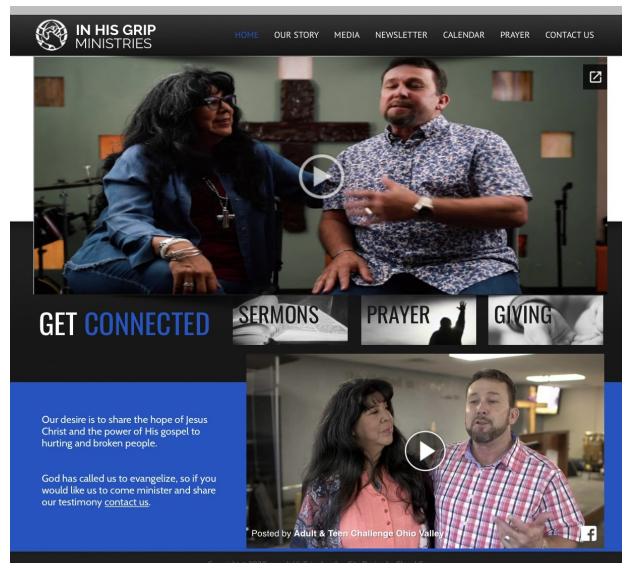 IN HIS GRIP
MINISTRIES
HOME OUR STORY MEDIA NEWSLETTER CALENDAR PRAYER CONTACT US
GET CONNECTED
SERMONS PRAYER GIVING
Our desire is to share the hope of Jesus
Christ and the power of His gospel to
hurting and broken people.
God has called us to evangelize, so if you
would like us to come minister and share
our testimony contact us.
Posted by Adult & Teen Challenge Ohio Valley